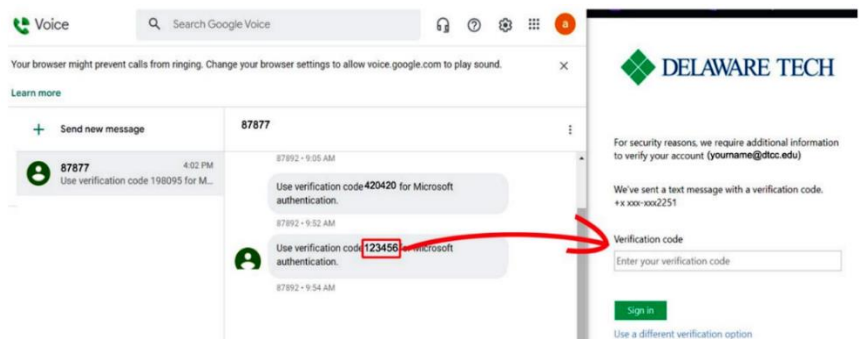 Voice
Search Google Voice
a
Your browser might prevent calls from ringing. Change your browser settings to allow voice.google.com to play sound.
Learn more
Send new message
87877
4:02 PM
Use verification code 198095 for M...
87877
87892 • 9:05 AM
Use verification code 420420 for Microsoft
authentication.
87892 • 9:52 AM
Use verification code 123456 for Microsoft
authentication.
87892 • 9:54 AM
DELAWARE TECH
For security reasons, we require additional information
to verify your account (yourname@dtcc.edu)
We've sent a text message with a verification code.
+x xxx-xxx2251
Verification code
Enter your verification code
Sign in
Use a different verification option